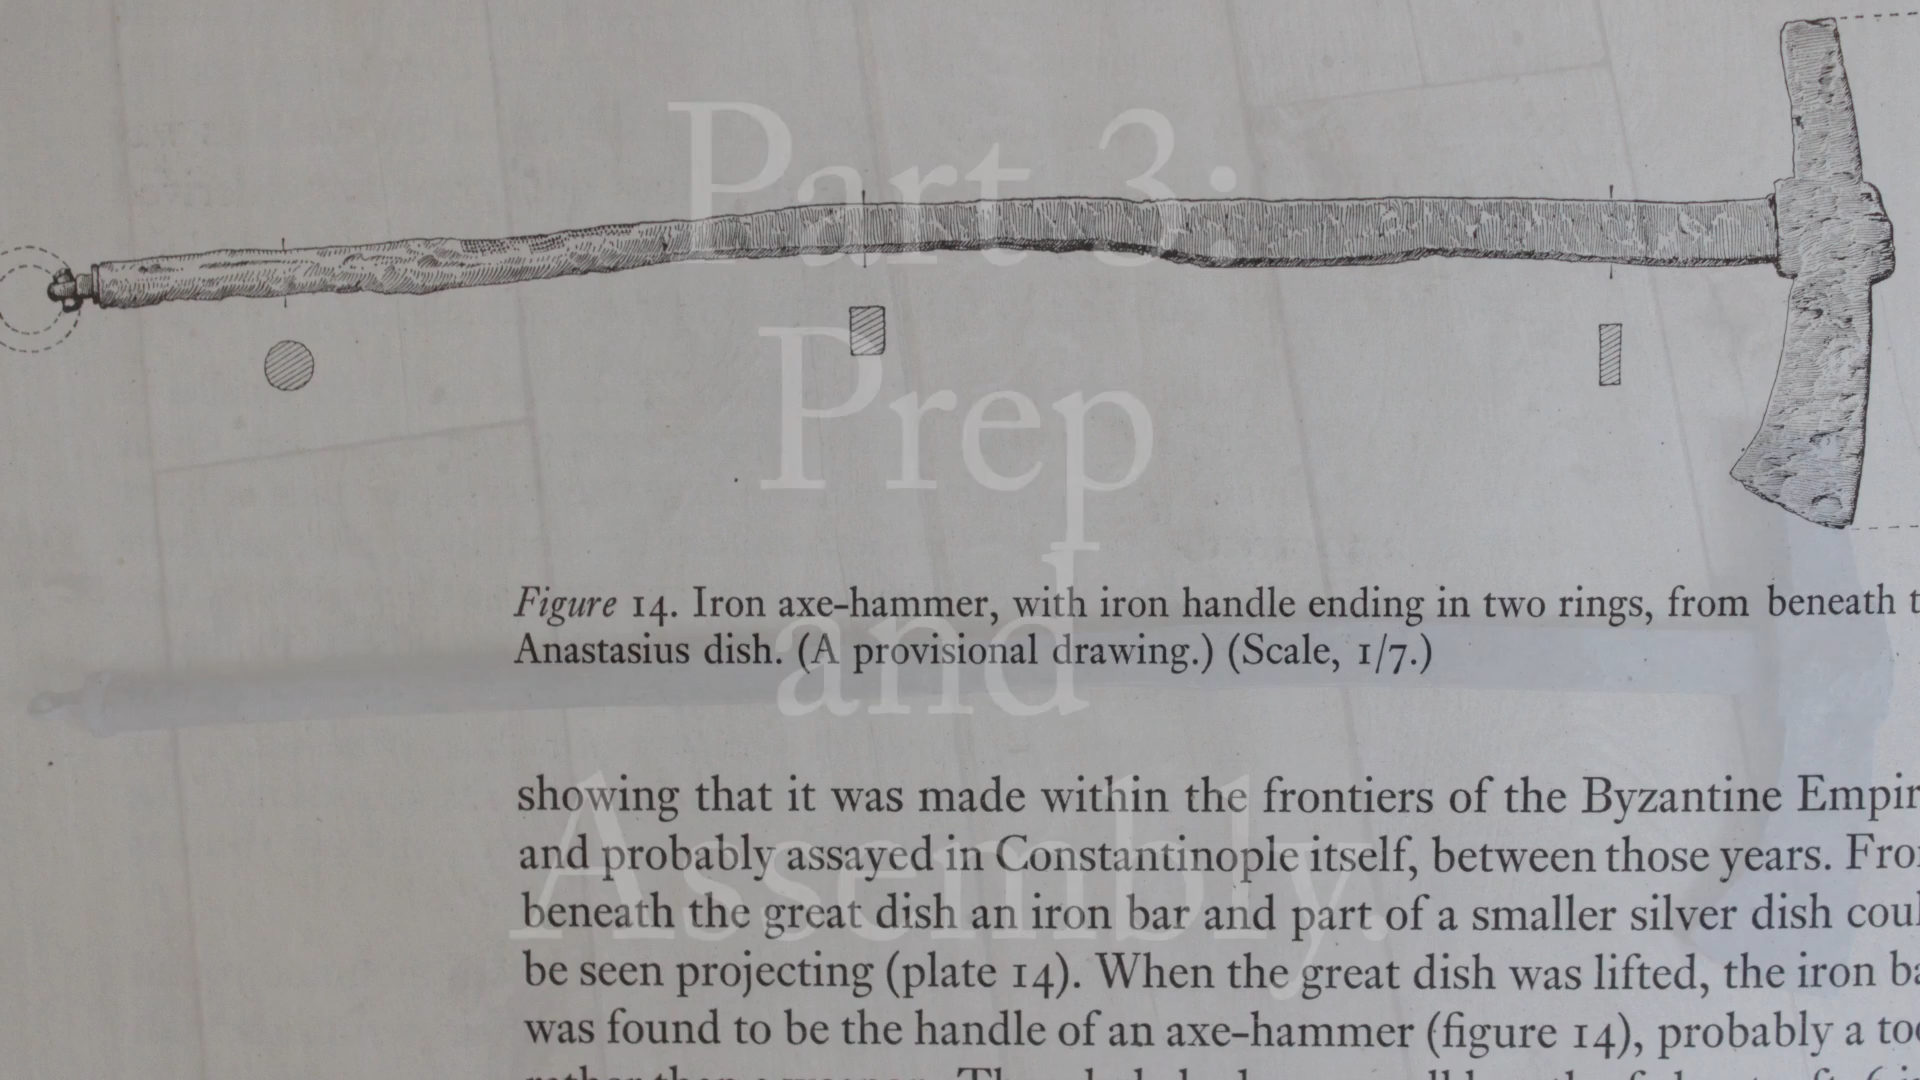 Part 3:
Prep
and
Assembly.
Figure 14. Iron axe-hammer, with iron handle ending in two rings, from beneath t
Anastasius dish. (A provisional drawing.) (Scale, 1/7.)
showing that it was made within the frontiers of the Byzantine Empir
and probably assayed in Constantinople itself, between those years. Fro
beneath the great dish an iron bar and part of a smaller silver dish coul
be seen projecting (plate 14). When the great dish was lifted, the iron ba
was found to be the handle of an axe-hammer (figure 14), probably a too